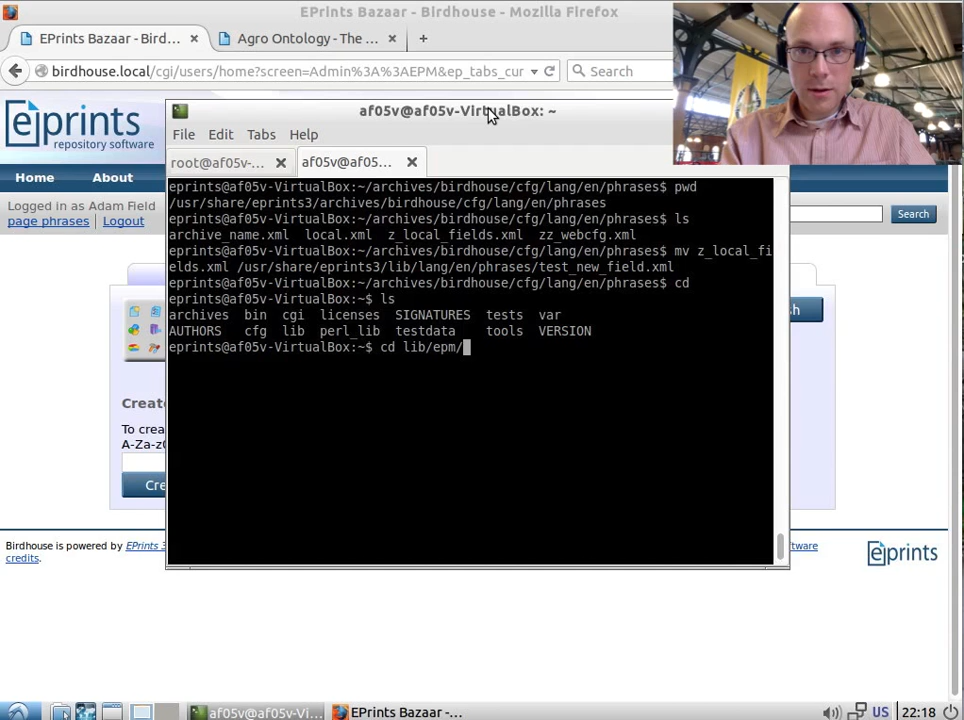 EPrints Bazaar - Birdhouse - Mozilla Firefox
EPrints Bazaar - Bird...
Agro Ontology - The ...
birdhouse.local/cgi/users/home?screen=Admin%3A%3AEPM&ep_tabs_cur
Search
eprints
repository software
af05v@af05v-VirtualBox: ~
File Edit Tabs Help
root@af05v-...
af05v@af05...
Home About
Logged in as Adam Field
page phrases | Logout
Search
eprints@af05v-VirtualBox:~/archives/birdhouse/cfg/lang/en/phrases$ pwd
/usr/share/eprints3/archives/birdhouse/cfg/lang/en/phrases
eprints@af05v-VirtualBox:~/archives/birdhouse/cfg/lang/en/phrases$ ls
archive_name.xml local.xml z_local_fields.xml zz_webcfg.xml
eprints@af05v-VirtualBox:~/archives/birdhouse/cfg/lang/en/phrases$ mv z_local_fi
elds.xml /usr/share/eprints3/lib/lang/en/phrases/test_new_field.xml
eprints@af05v-VirtualBox:~/archives/birdhouse/cfg/lang/en/phrases$ cd
eprints@af05v-VirtualBox:~$ ls
archives bin cgi licenses SIGNATURES tests var
AUTHORS cfg lib perl_lib testdata tools VERSION
eprints@af05v-VirtualBox:~$ cd lib/epm/
sh
Create
To crea
A-Za-z0
Cre
Birdhouse is powered by EPrints 3
credits.
tware
eprints
af05v@af05v-Vi...
EPrints Bazaar -...
US
22:18